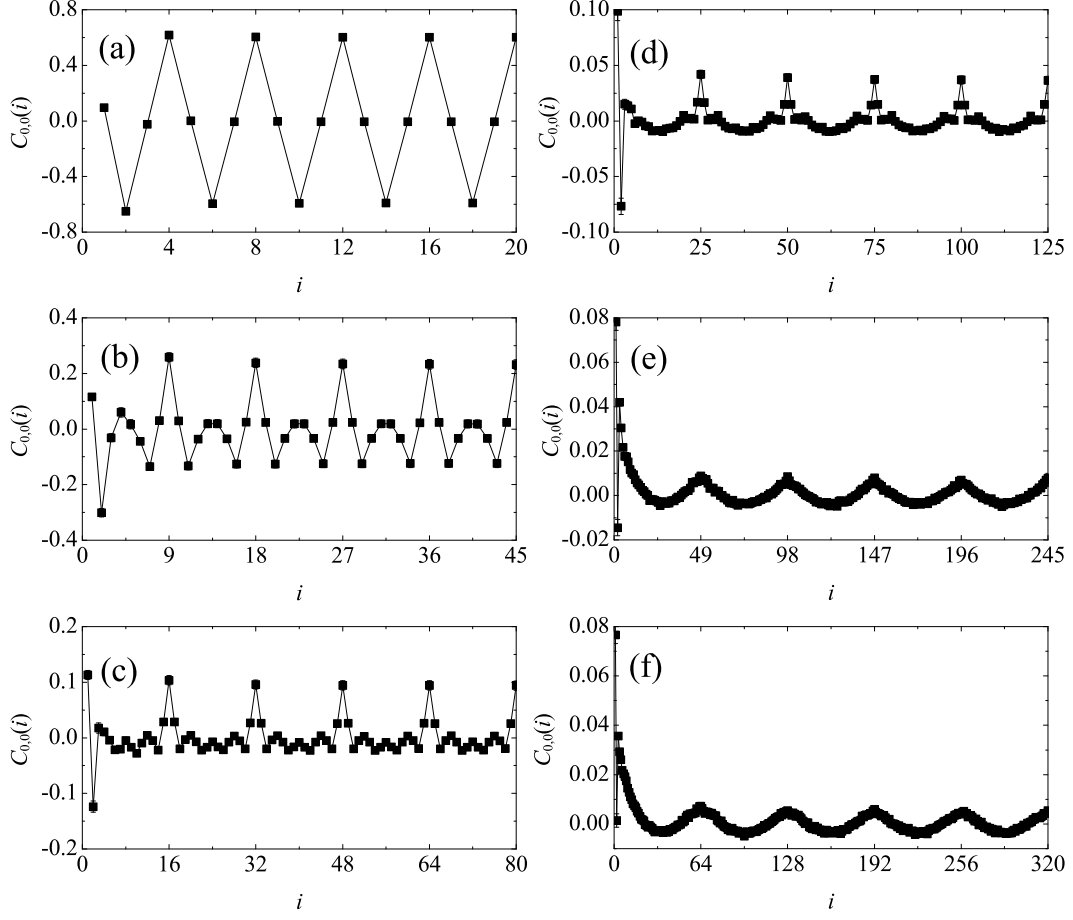 (a)
C0,0(i)
0.8
0.4
0.0
-0.4
-0.8
0 4 8 12 16 20
i
(d)
C0,0(i)
0.10
0.05
0.00
-0.05
-0.10
0 25 50 75 100 125
i
(b)
C0,0(i)
0.4
0.2
0.0
-0.2
-0.4
0 9 18 27 36 45
i
(e)
C0,0(i)
0.08
0.06
0.04
0.02
0.00
-0.02
0 49 98 147 196 245
i
(c)
C0,0(i)
0.2
0.1
0.0
-0.1
-0.2
0 16 32 48 64 80
i
(f)
C0,0(i)
0.08
0.06
0.04
0.02
0.00
0 64 128 192 256 320
i